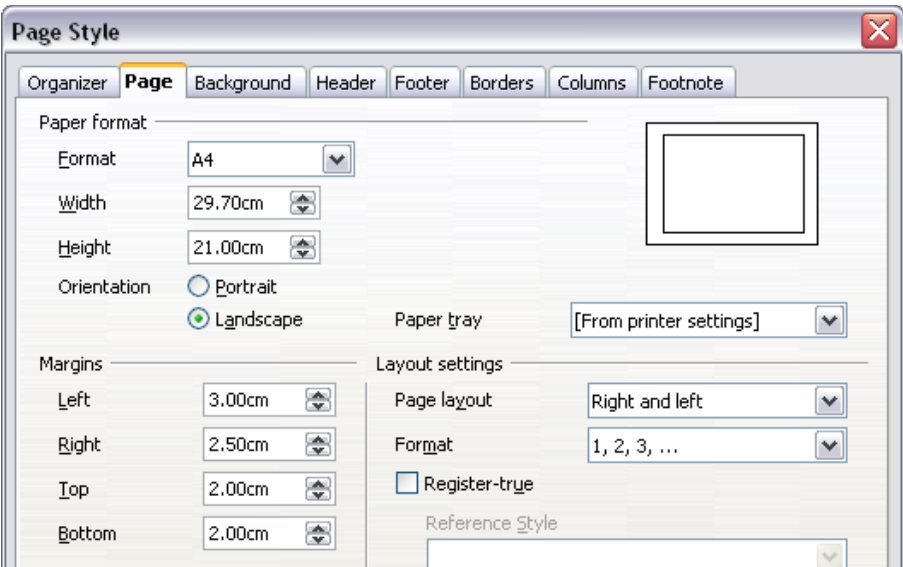 Page Style
Organizer Page Background Header Footer Borders Columns Footnote
Paper format
Format A4
Width 29.70cm
Height 21.00cm
Orientation Portrait
Landscape Paper tray [From printer settings]
Margins Layout settings
Left 3.00cm Page layout Right and left
Right 2.50cm Format 1, 2, 3, ...
Top 2.00cm Register-true
Bottom 2.00cm Reference Style